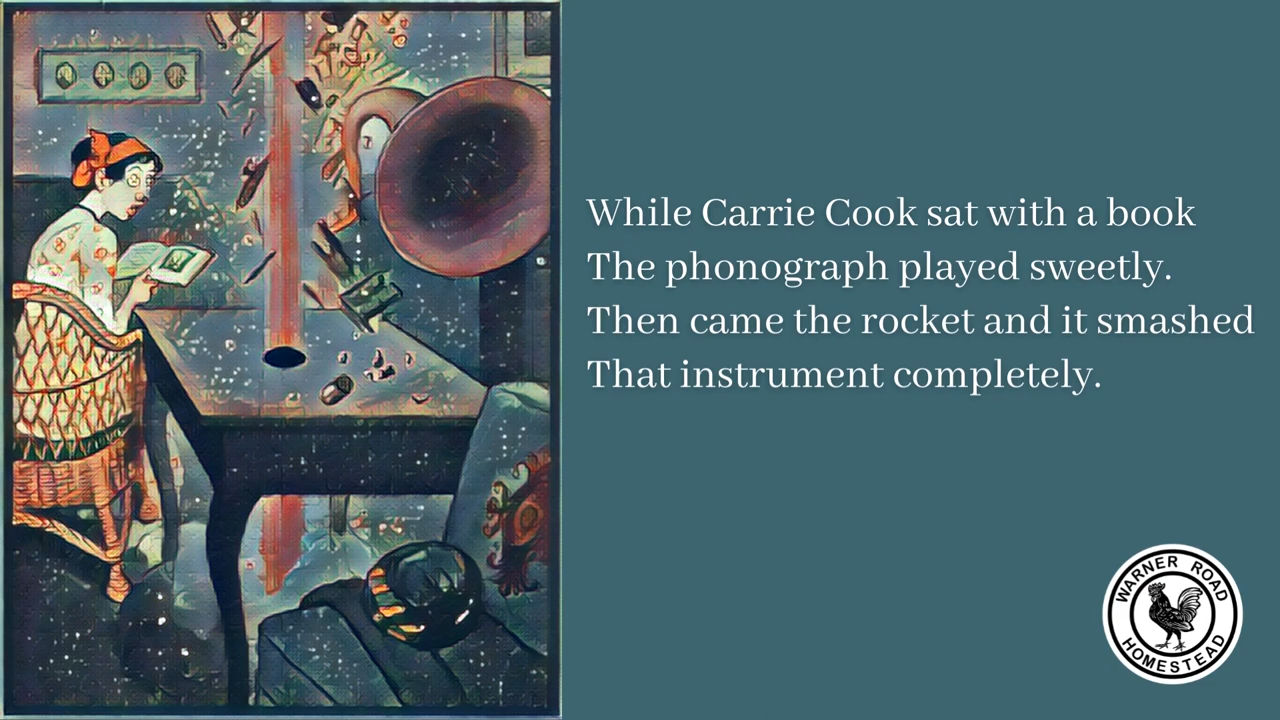 While Carrie Cook sat with a book
The phonograph played sweetly.
Then came the rocket and it smashed
That instrument completely.
WARNER ROAD
HOMESTEAD